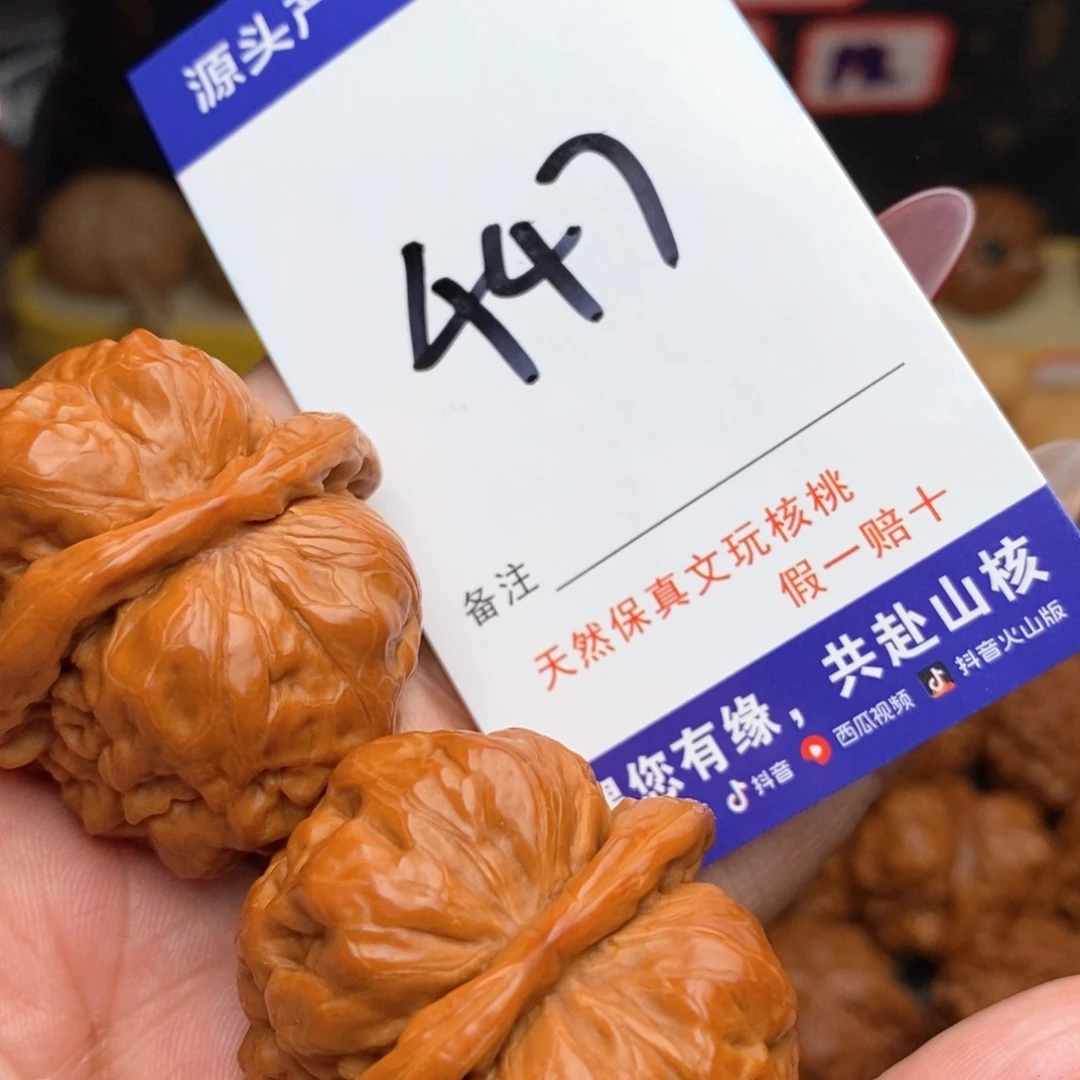 源头产
447
备注
天然保真文玩核桃
假一赔十
您有缘，共赴山核
抖音 西瓜视频 抖音火山版